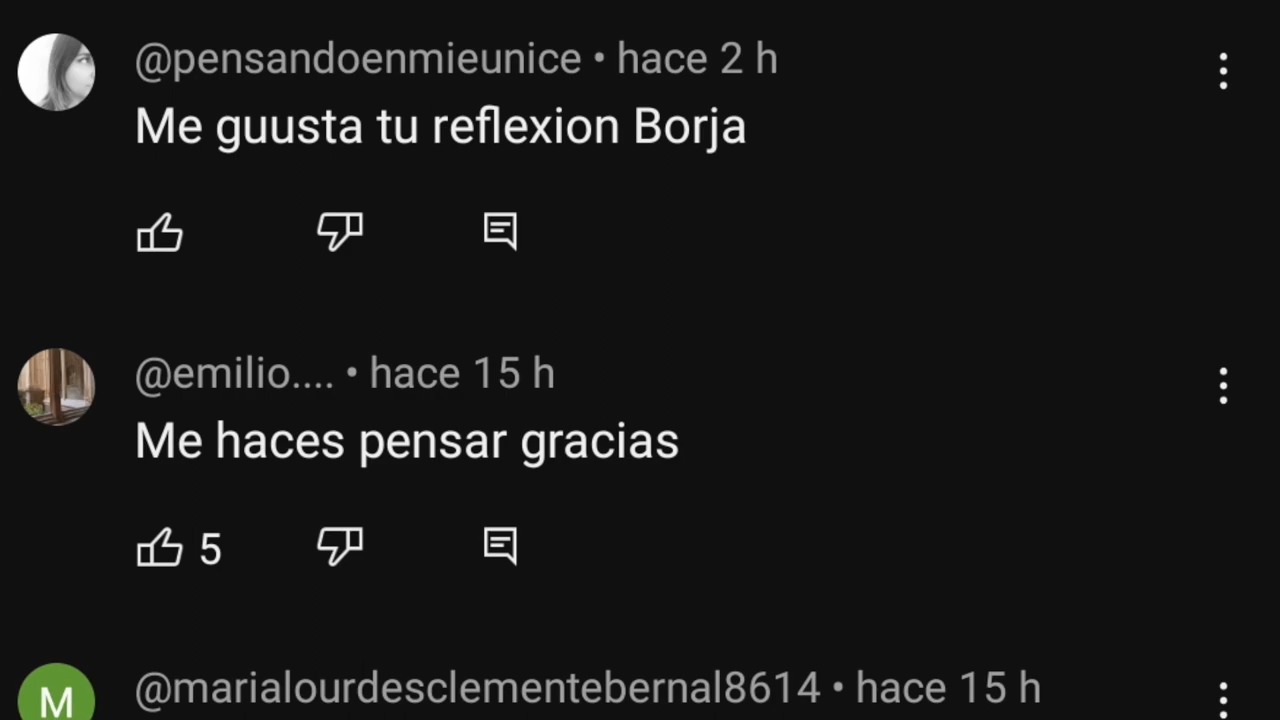 @pensandoenmieunice • hace 2 h
Me guusta tu reflexion Borja
@emilio.... • hace 15 h
Me haces pensar gracias
5
M
@marialourdesclementebernal8614 • hace 15 h